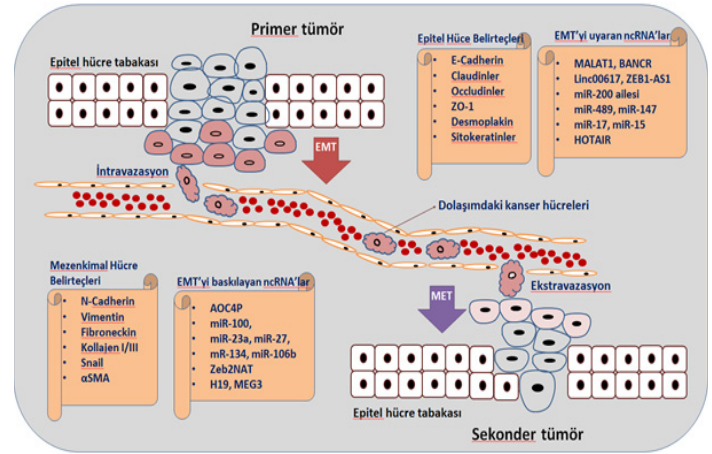 Primer tümör
Epitel hücre tabakası
Epitel Hüce Belirteçleri
E-Cadherin
Claudinler
Occludinler
ZO-1
Desmoplakin
Sitokeratinler
EMT'yi uyaran ncRNA'lar
MALAT1, BANCR
Linc00617, ZEB1-AS1
miR-200 ailesi
miR-489, miR-147
miR-17, miR-15
HOTAIR
EMT
İntravazasyon
Dolaşımdaki kanser hücreleri
Mezenkimal Hücre
Belirteçleri
N-Cadherin
Vimentin
Fibroneckin
Kollajen I/III
Snail
αSMA
EMT'yi baskılayan ncRNA'lar
AOC4P
miR-100,
miR-23a, miR-27,
mR-134, miR-106b
Zeb2NAT
H19, MEG3
MET
Ekstravazasyon
Epitel hücre tabakası
Sekonder tümör